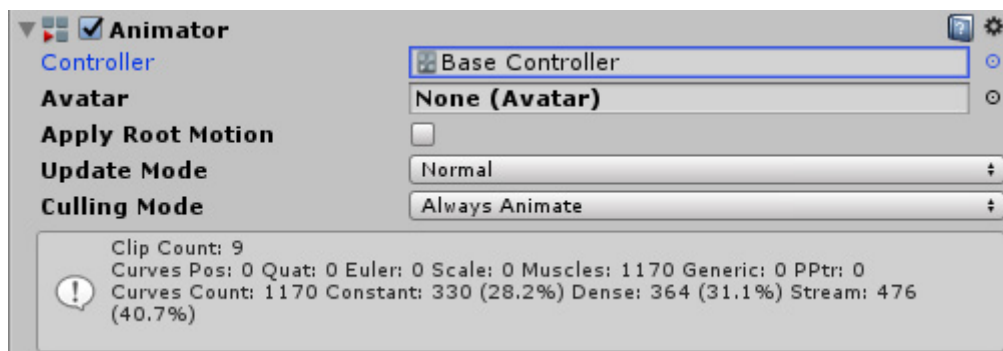 Animator
Controller Base Controller
Avatar None (Avatar)
Apply Root Motion
Update Mode Normal
Culling Mode Always Animate
Clip Count: 9
Curves Pos: 0 Quat: 0 Euler: 0 Scale: 0 Muscles: 1170 Generic: 0 PPtr: 0
Curves Count: 1170 Constant: 330 (28.2%) Dense: 364 (31.1%) Stream: 476
(40.7%)